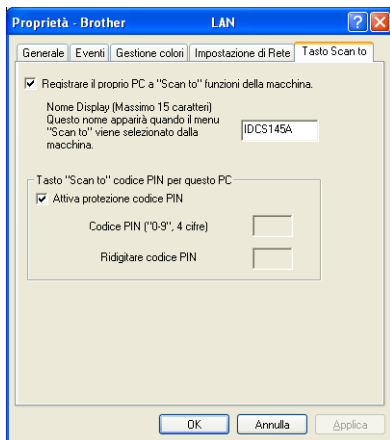 Proprietà - Brother LAN
Generale Eventi Gestione colori Impostazione di Rete Tasto Scan to
Registrare il proprio PC a "Scan to" funzioni della macchina.
Nome Display (Massimo 15 caratteri)
Questo nome apparirà quando il menu
"Scan to" viene selezionato dalla
macchina.
IDCS145A
Tasto "Scan to" codice PIN per questo PC
Attiva protezione codice PIN
Codice PIN ("0-9", 4 cifre)
Ridigitare codice PIN
OK Annulla Applica